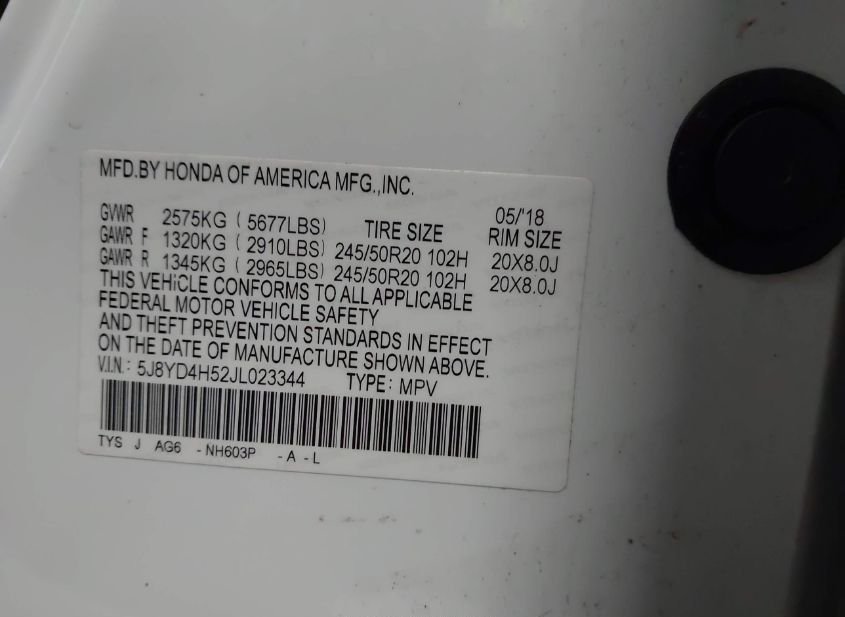 MFD.BY HONDA OF AMERICA MFG.,INC.
05/'18
GVWR 2575KG ( 5677LBS) TIRE SIZE RIM SIZE
GAWR F 1320KG ( 2910LBS) 245/50R20 102H 20X8.0J
GAWR R 1345KG ( 2965LBS) 245/50R20 102H 20X8.0J
THIS VEHiCLE CONFORMS TO ALL APPLICABLE
FEDERAL MOTOR VEHICLE SAFETY
AND THEFT PREVENTION STANDARDS IN EFFECT
ON THE DATE OF MANUFACTURE SHOWN ABOVE.
V.I.N.: 5J8YD4H52JL023344 TYPE: MPV
TYS J AG6 -NH603P -A -L